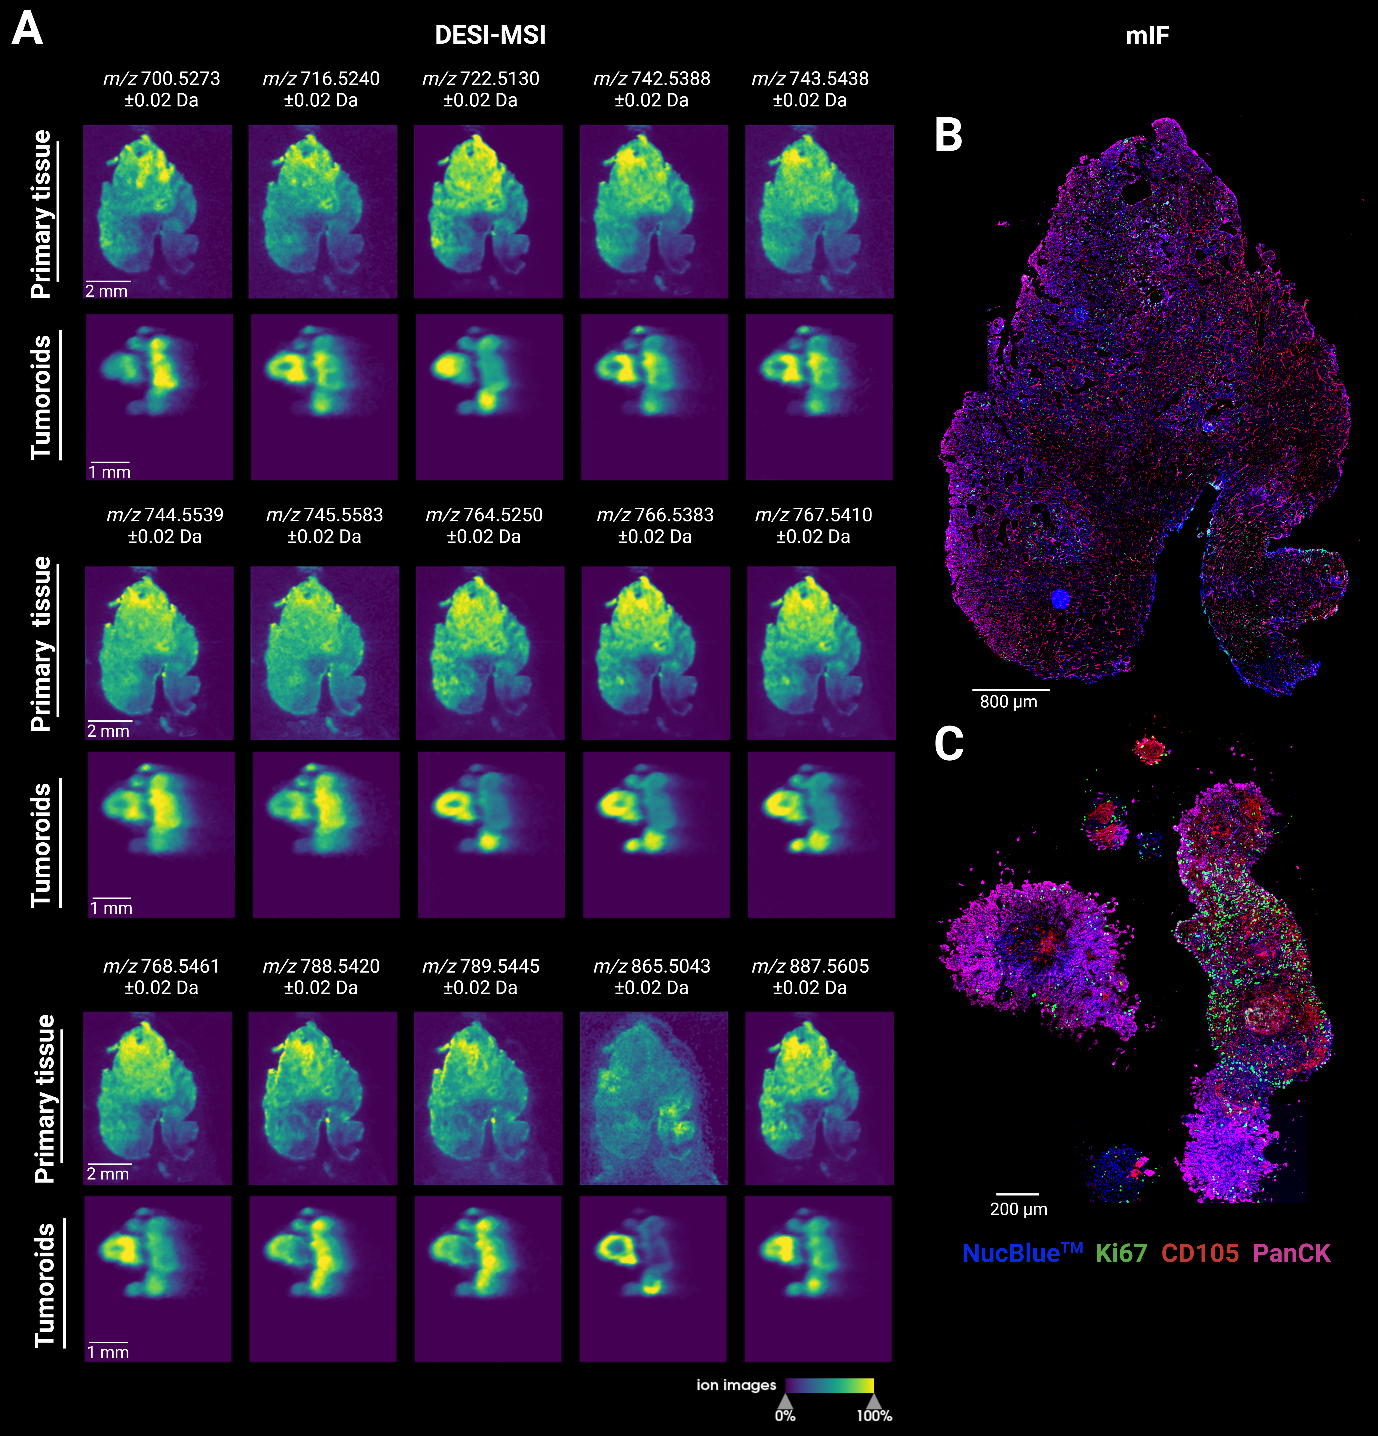 A
DESI-MSI
mIF
m/z 700.5273 m/z 716.5240 m/z 722.5130 m/z 742.5388 m/z 743.5438
±0.02 Da ±0.02 Da ±0.02 Da ±0.02 Da ±0.02 Da
Primary tissue
2 mm
Tumoroids
1 mm
m/z 744.5539 m/z 745.5583 m/z 764.5250 m/z 766.5383 m/z 767.5410
±0.02 Da ±0.02 Da ±0.02 Da ±0.02 Da ±0.02 Da
Primary tissue
2 mm
Tumoroids
1 mm
m/z 768.5461 m/z 788.5420 m/z 789.5445 m/z 865.5043 m/z 887.5605
±0.02 Da ±0.02 Da ±0.02 Da ±0.02 Da ±0.02 Da
Primary tissue
2 mm
Tumoroids
1 mm
ion images
0% 100%
B
800 µm
C
200 µm
NucBlue™ Ki67 CD105 PanCK